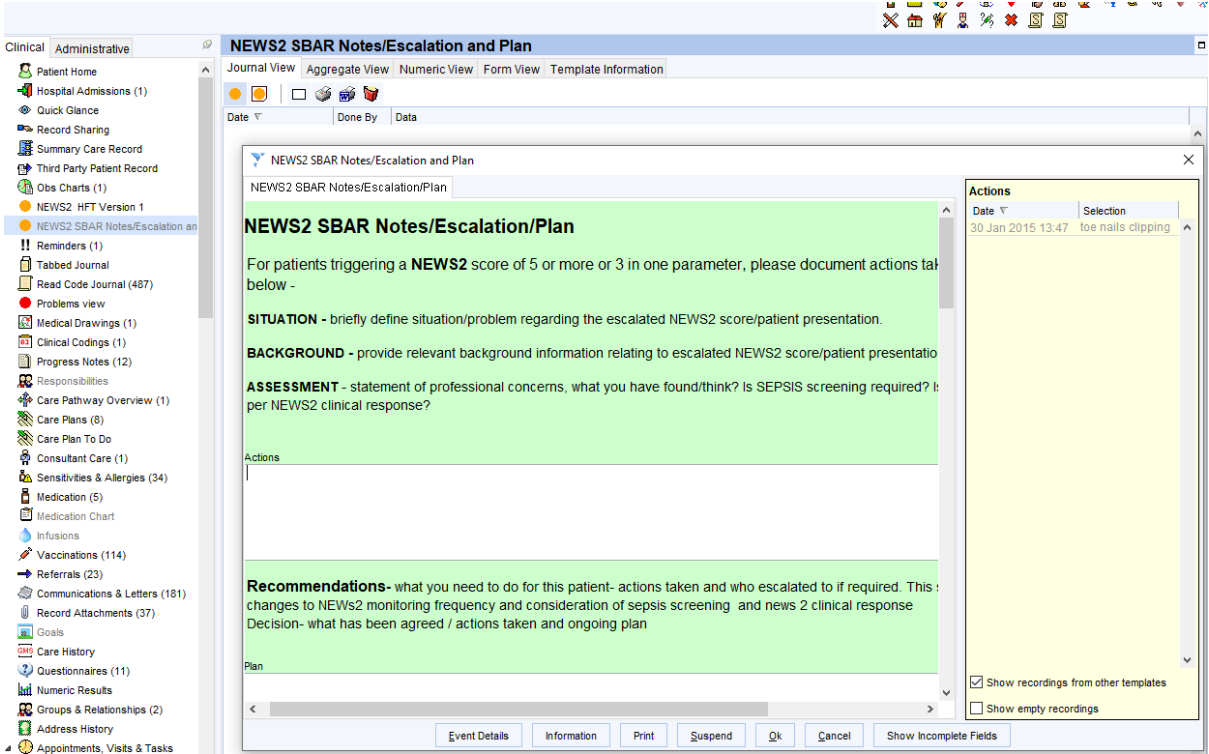 Clinical Administrative
Patient Home
Hospital Admissions (1)
Quick Glance
Record Sharing
Summary Care Record
Third Party Patient Record
Obs Charts (1)
NEWS2 HFT Version 1
NEWS2 SBAR Notes/Escalation an
Reminders (1)
Tabbed Journal
Read Code Journal (487)
Problems view
Medical Drawings (1)
Clinical Codings (1)
Progress Notes (12)
Responsibilities
Care Pathway Overview (1)
Care Plans (8)
Care Plan To Do
Consultant Care (1)
Sensitivities & Allergies (34)
Medication (5)
Medication Chart
Infusions
Vaccinations (114)
Referrals (23)
Communications & Letters (181)
Record Attachments (37)
Goals
GMS Care History
Questionnaires (11)
Numeric Results
Groups & Relationships (2)
Address History
Appointments, Visits & Tasks
NEWS2 SBAR Notes/Escalation and Plan
Journal View Aggregate View Numeric View Form View Template Information
Date Done By Data
NEWS2 SBAR Notes/Escalation and Plan
NEWS2 SBAR Notes/Escalation/Plan
NEWS2 SBAR Notes/Escalation/Plan
For patients triggering a NEWS2 score of 5 or more or 3 in one parameter, please document actions tak
below -
SITUATION - briefly define situation/problem regarding the escalated NEWS2 score/patient presentation.
BACKGROUND - provide relevant background information relating to escalated NEWS2 score/patient presentatio
ASSESSMENT - statement of professional concerns, what you have found/think? Is SEPSIS screening required? Is
per NEWS2 clinical response?
Actions
Recommendations- what you need to do for this patient- actions taken and who escalated to if required. This
changes to NEWs2 monitoring frequency and consideration of sepsis screening and news 2 clinical response
Decision- what has been agreed / actions taken and ongoing plan
Plan
Actions
Date Selection
30 Jan 2015 13:47 toe nails clipping
Show recordings from other templates
Show empty recordings
Event Details Information Print Suspend Ok Cancel Show Incomplete Fields